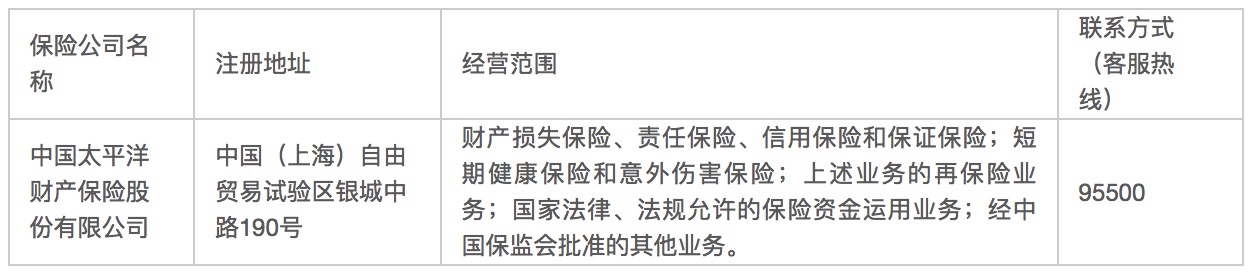 保险公司名
称
注册地址
经营范围
联系方式
（客服热
线）
中国太平洋
财产保险股
份有限公司
中国（上海）自由
贸易试验区银城中
路190号
财产损失保险、责任保险、信用保险和保证保险；短
期健康保险和意外伤害保险；上述业务的再保险业
务；国家法律、法规允许的保险资金运用业务；经中
国保监会批准的其他业务。
95500